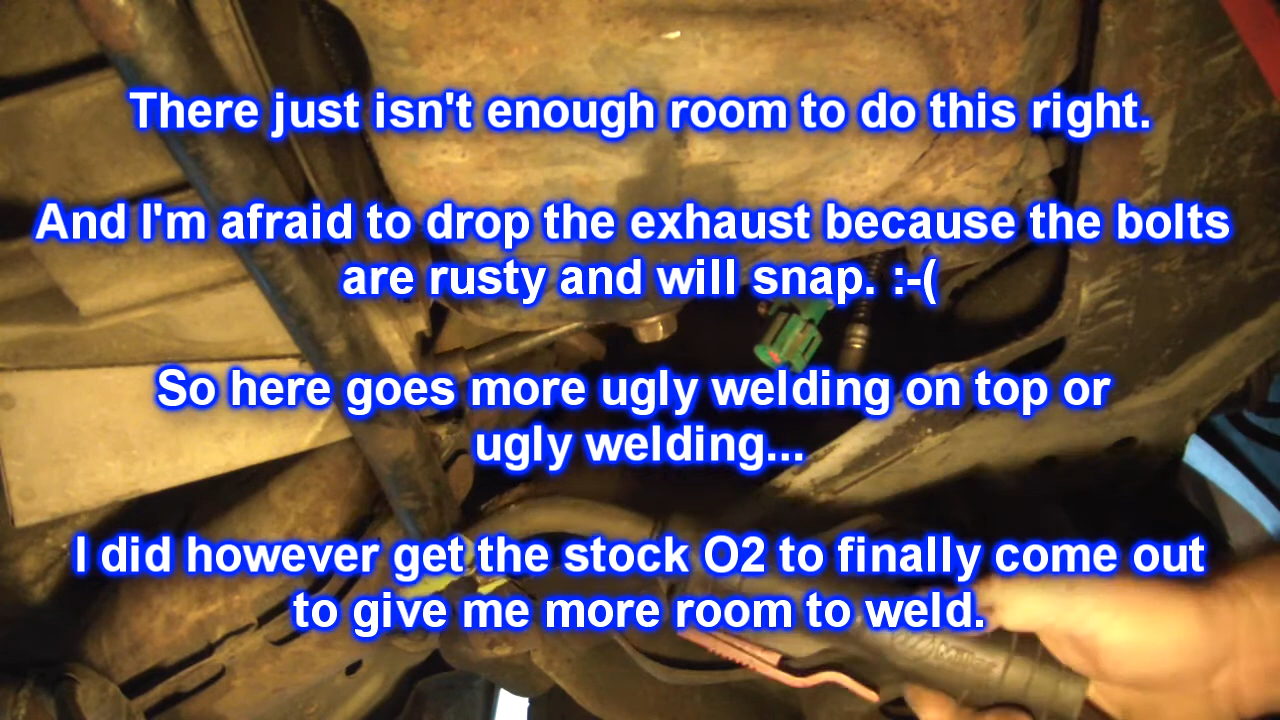 There just isn't enough room to do this right.
And I'm afraid to drop the exhaust because the bolts
are rusty and will snap. :-(
So here goes more ugly welding on top or
ugly welding...
I did however get the stock O2 to finally come out
to give me more room to weld.